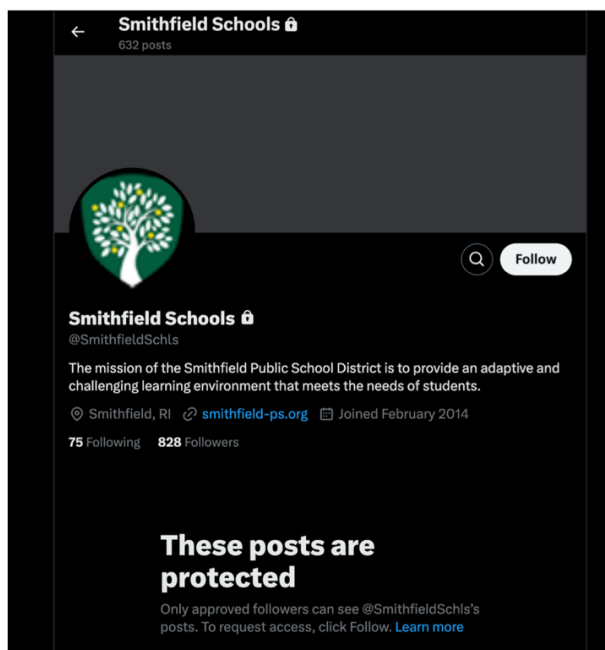 Smithfield Schools
632 posts
Follow
Smithfield Schools
@SmithfieldSchls
The mission of the Smithfield Public School District is to provide an adaptive and
challenging learning environment that meets the needs of students.
Smithfield, RI smithfield-ps.org Joined February 2014
75 Following 828 Followers
These posts are
protected
Only approved followers can see @SmithfieldSchls's
posts. To request access, click Follow. Learn more